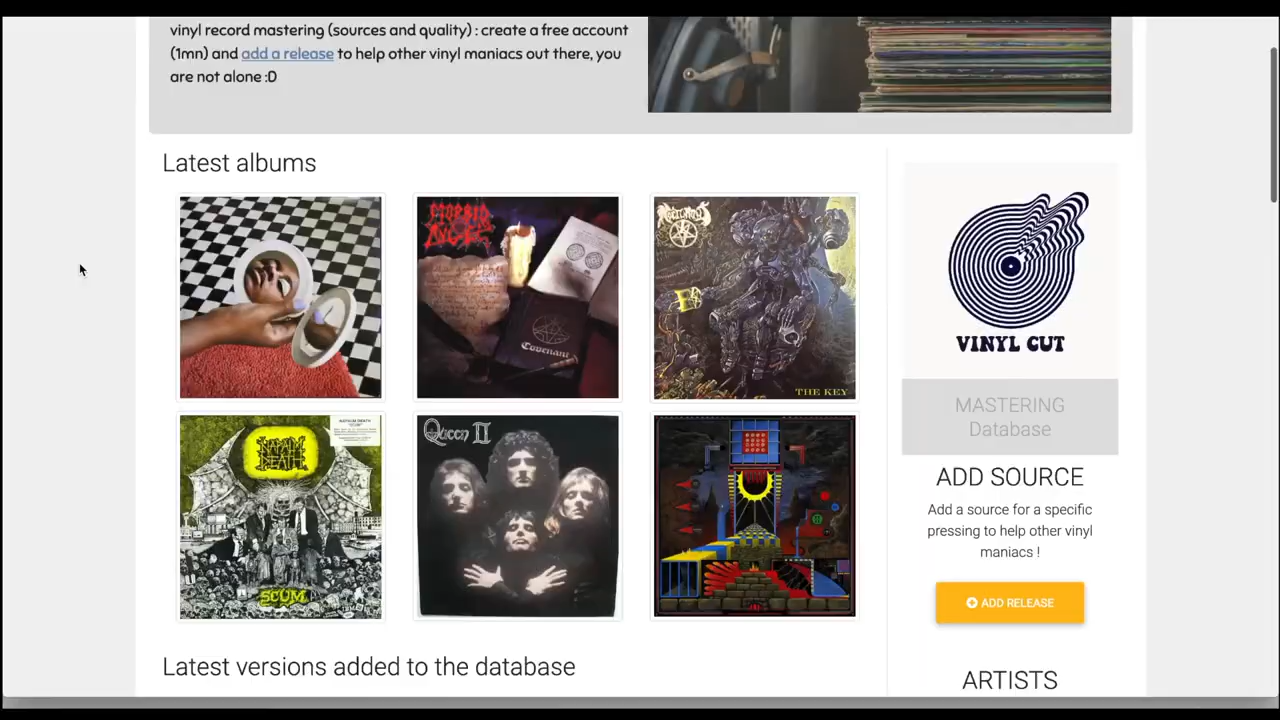 vinyl record mastering (sources and quality) : create a free account
(1mn) and add a release to help other vinyl maniacs out there, you
are not alone :D
Latest albums
MORBID
ANGEL
Covenant
NOCTURNUS
THE KEY
VINYL CUT
MASTERING
Database
NAPALM
DEATH
SCUM
Queen II
ADD SOURCE
Add a source for a specific
pressing to help other vinyl
maniacs !
ADD RELEASE
Latest versions added to the database
ARTISTS